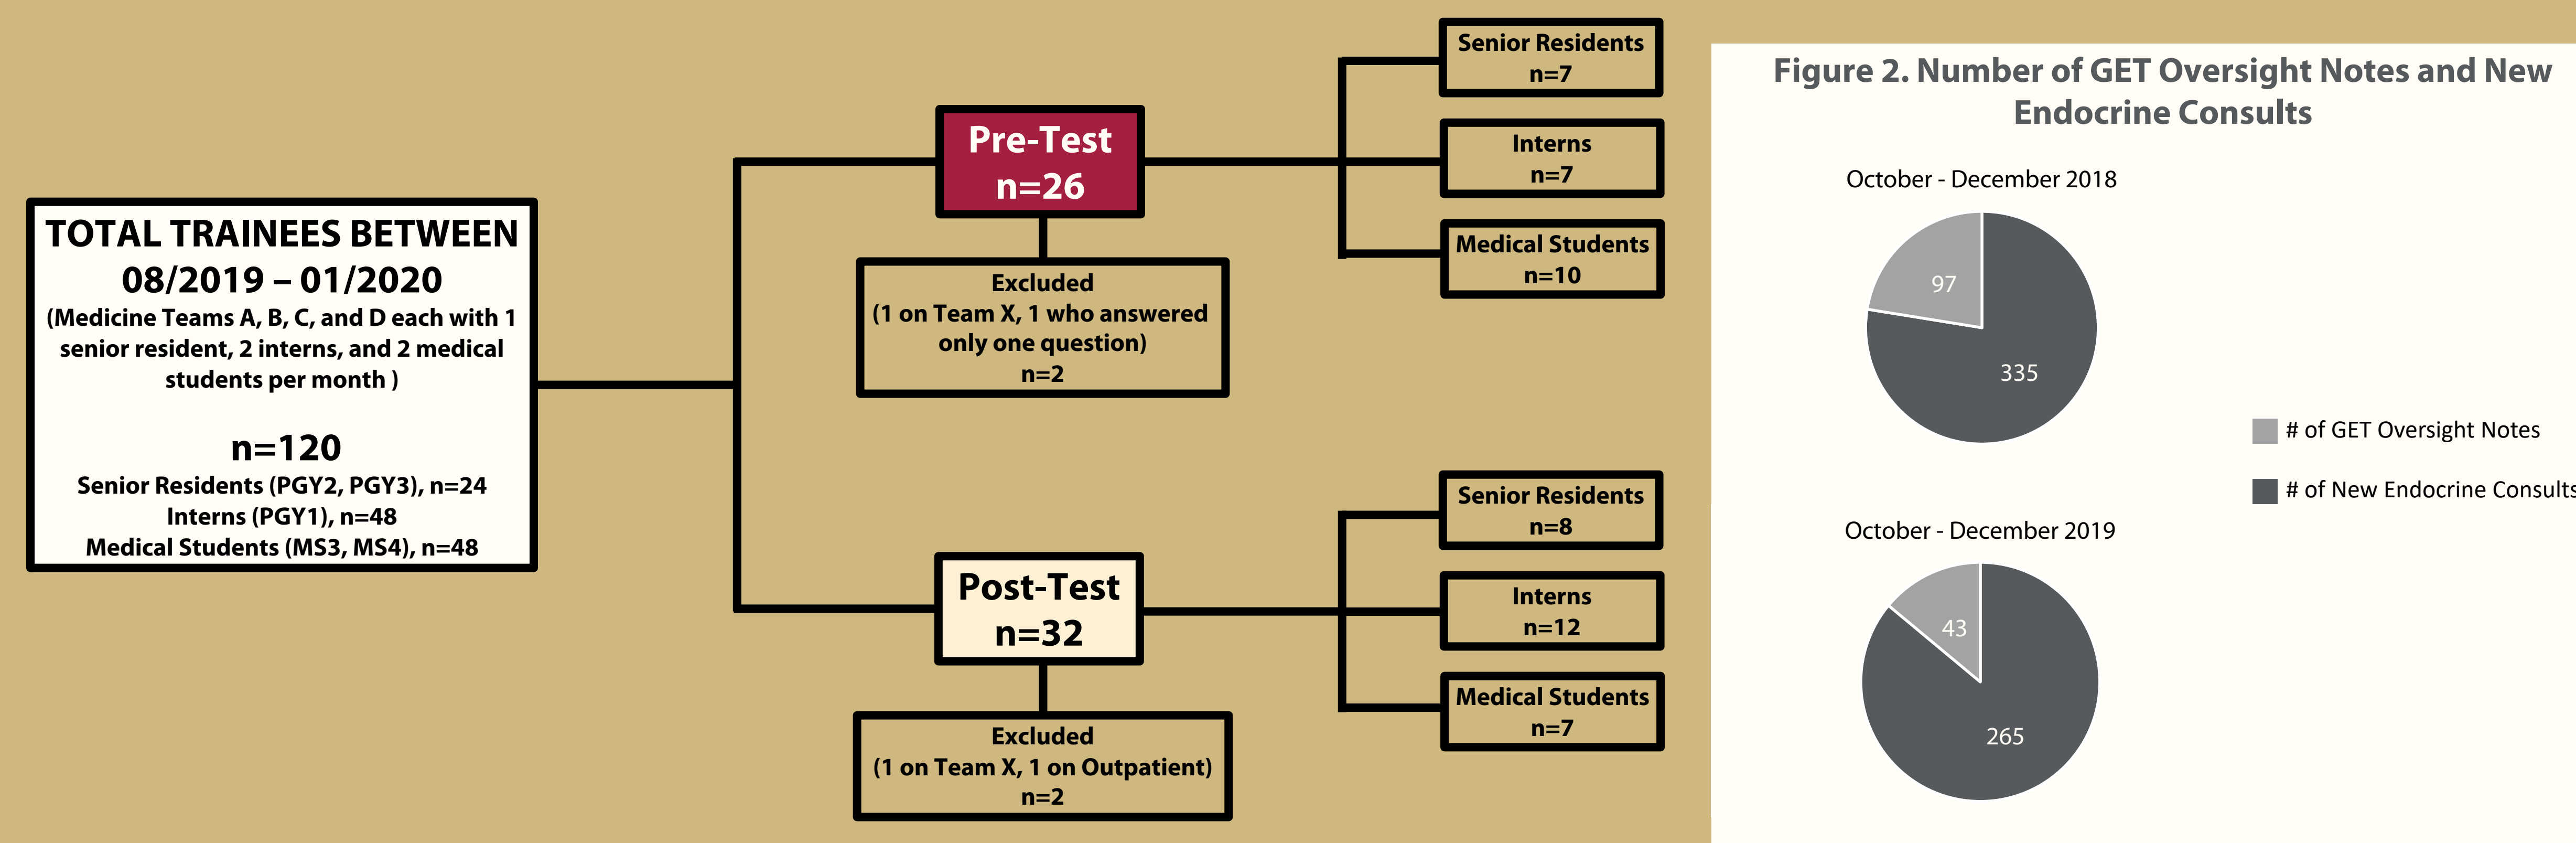 TOTAL TRAINEES BETWEEN
08/2019 – 01/2020
(Medicine Teams A, B, C, and D each with 1
senior resident, 2 interns, and 2 medical
students per month )
n=120
Senior Residents (PGY2, PGY3), n=24
Interns (PGY1), n=48
Medical Students (MS3, MS4), n=48
Pre-Test
n=26
Excluded
(1 on Team X, 1 who answered
only one question)
n=2
Senior Residents
n=7
Interns
n=7
Medical Students
n=10
Post-Test
n=32
Excluded
(1 on Team X, 1 on Outpatient)
n=2
Senior Residents
n=8
Interns
n=12
Medical Students
n=7
Figure 2. Number of GET Oversight Notes and New
Endocrine Consults
October - December 2018
97
335
# of GET Oversight Notes
# of New Endocrine Consults
October - December 2019
43
265